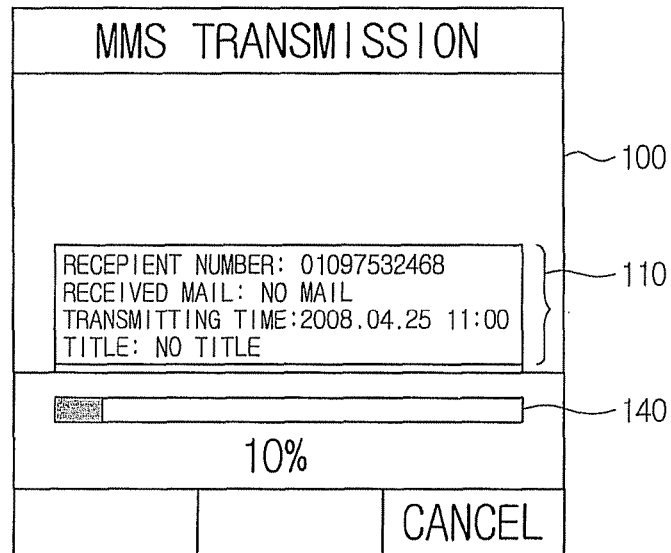 MMS TRANSMISSION
100
RECEPIENT NUMBER: 01097532468
110
RECEIVED MAIL: NO MAIL
TRANSMITTING TIME:2008.04.25 11:00
TITLE: NO TITLE
140
10%
CANCEL